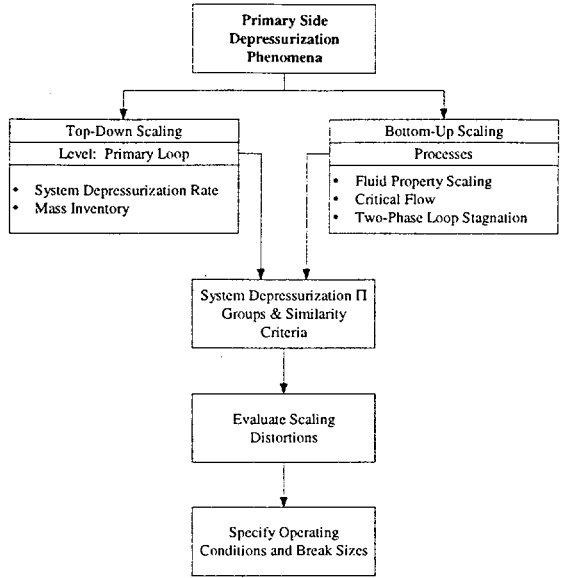 Primary Side
Depressurization
Phenomena
Top-Down Scaling
Level: Primary Loop
• System Depressurization Rate
• Mass Inventory
Bottom-Up Scaling
Processes
• Fluid Property Scaling
• Critical Flow
• Two-Phase Loop Stagnation
System Depressurization Π
Groups & Similarity
Criteria
Evaluate Scaling
Distortions
Specify Operating
Conditions and Break Sizes